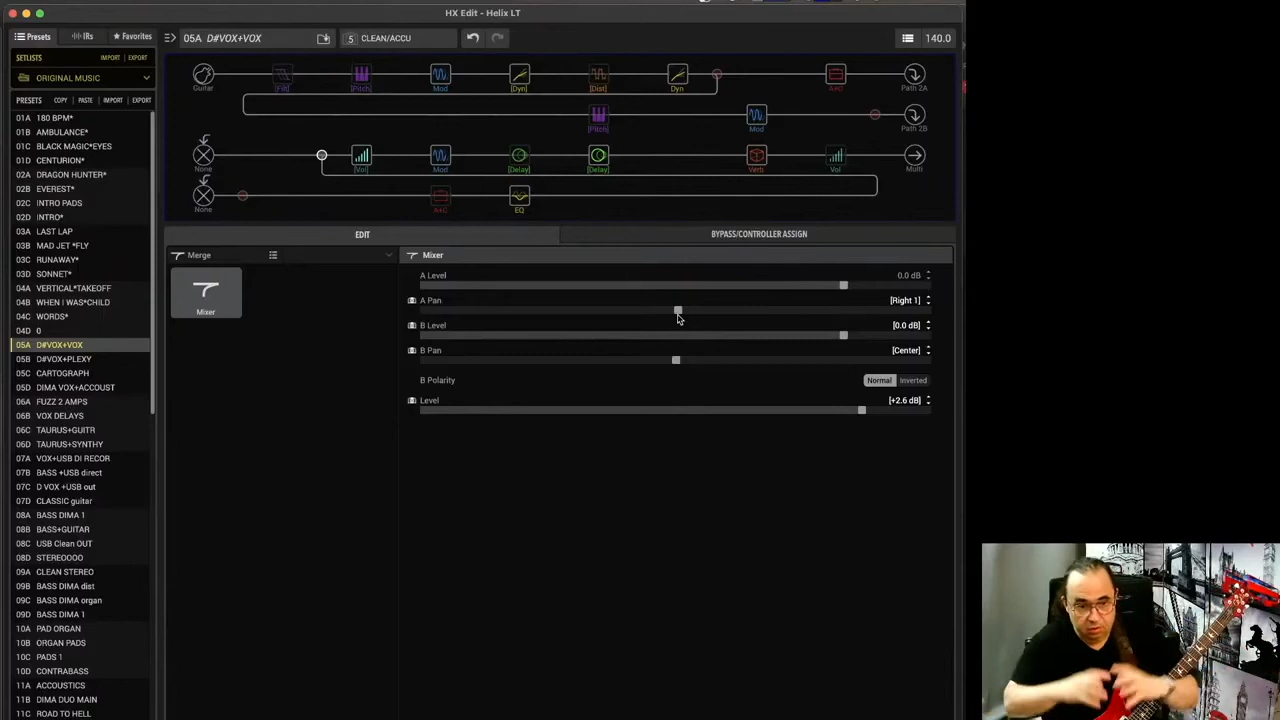 HX Edit - Helix LT
Presets IRs Favorites
05A D#VOX+VOX 5 CLEAN/ACCU 140.0
SETLISTS IMPORT EXPORT
ORIGINAL MUSIC
PRESETS COPY PASTE IMPORT EXPORT
01A 180 BPM*
01B AMBULANCE*
01C BLACK MAGIC*EYES
01D CENTURION*
02A DRAGON HUNTER*
02B EVEREST*
02C INTRO PADS
02D INTRO*
03A LAST LAP
03B MAD JET *FLY
03C RUNAWAY*
03D SONNET*
04A VERTICAL*TAKEOFF
04B WHEN I WAS*CHILD
04C WORDS*
04D 0
05A D#VOX+VOX
05B D#VOX+PLEXY
05C CARTOGRAPH
05D DIMA VOX+ACCOUST
06A FUZZ 2 AMPS
06B VOX DELAYS
06C TAURUS+GUITR
06D TAURUS+SYNTHY
07A VOX+USB DI RECOR
07B BASS +USB direct
07C D VOX +USB out
07D CLASSIC guitar
08A BASS DIMA 1
08B BASS+GUITAR
08C USB Clean OUT
08D STEREOOOO
09A CLEAN STEREO
09B BASS DIMA dist
09C BASS DIMA organ
09D BASS DIMA 1
10A PAD ORGAN
10B ORGAN PADS
10C PADS 1
10D CONTRABASS
11A ACCOUSTICS
11B DIMA DUO MAIN
11C ROAD TO HELL
Guitar [Filt] [Pitch] Mod [Dyn] [Dist] Dyn A+C Path 2A
[Pitch] Mod Path 2B
None [Vol] Mod [Delay] [Delay] Verb Vol Multi
None A+C EQ
EDIT BYPASS/CONTROLLER ASSIGN
Merge
Mixer
Mixer
A Level 0.0 dB
A Pan [Right 1]
B Level [0.0 dB]
B Pan [Center]
B Polarity Normal Inverted
Level [+2.6 dB]